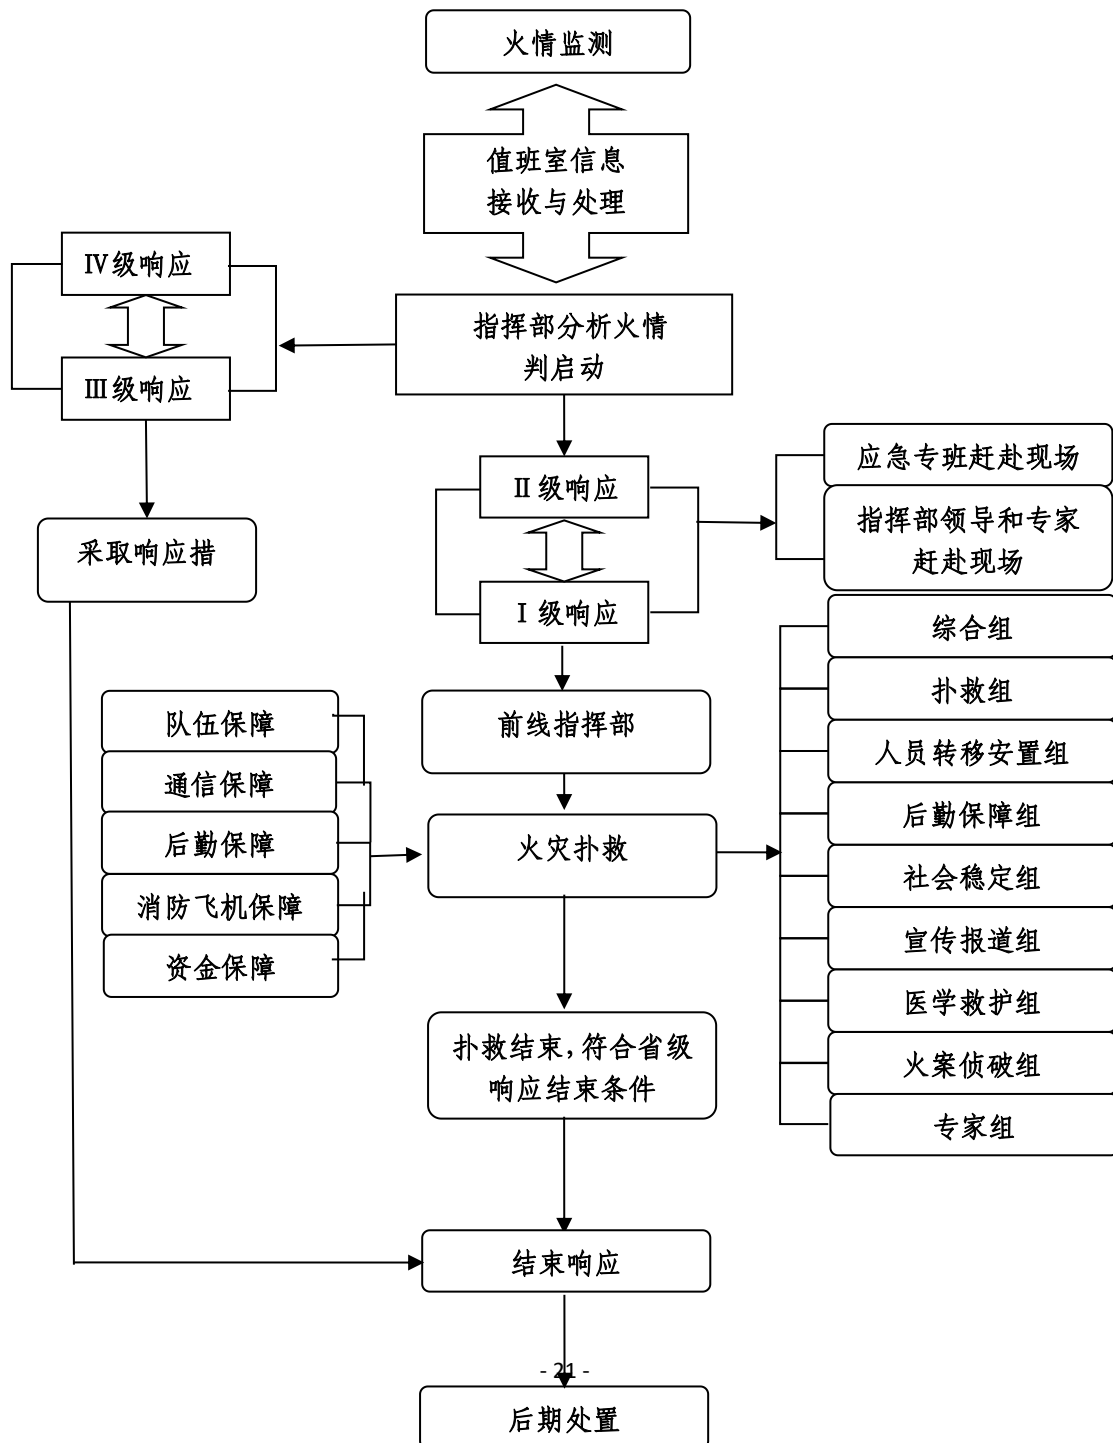 火情监测
值班室信息
接收与处理
Ⅳ级响应
Ⅲ级响应
指挥部分析火情
判启动
采取响应措
Ⅱ级响应
Ⅰ级响应
应急专班赶赴现场
指挥部领导和专家
赶赴现场
前线指挥部
队伍保障
通信保障
后勤保障
消防飞机保障
资金保障
火灾扑救
综合组
扑救组
人员转移安置组
后勤保障组
社会稳定组
宣传报道组
医学救护组
火案侦破组
专家组
扑救结束，符合省级
响应结束条件
结束响应
- 21 -
后期处置